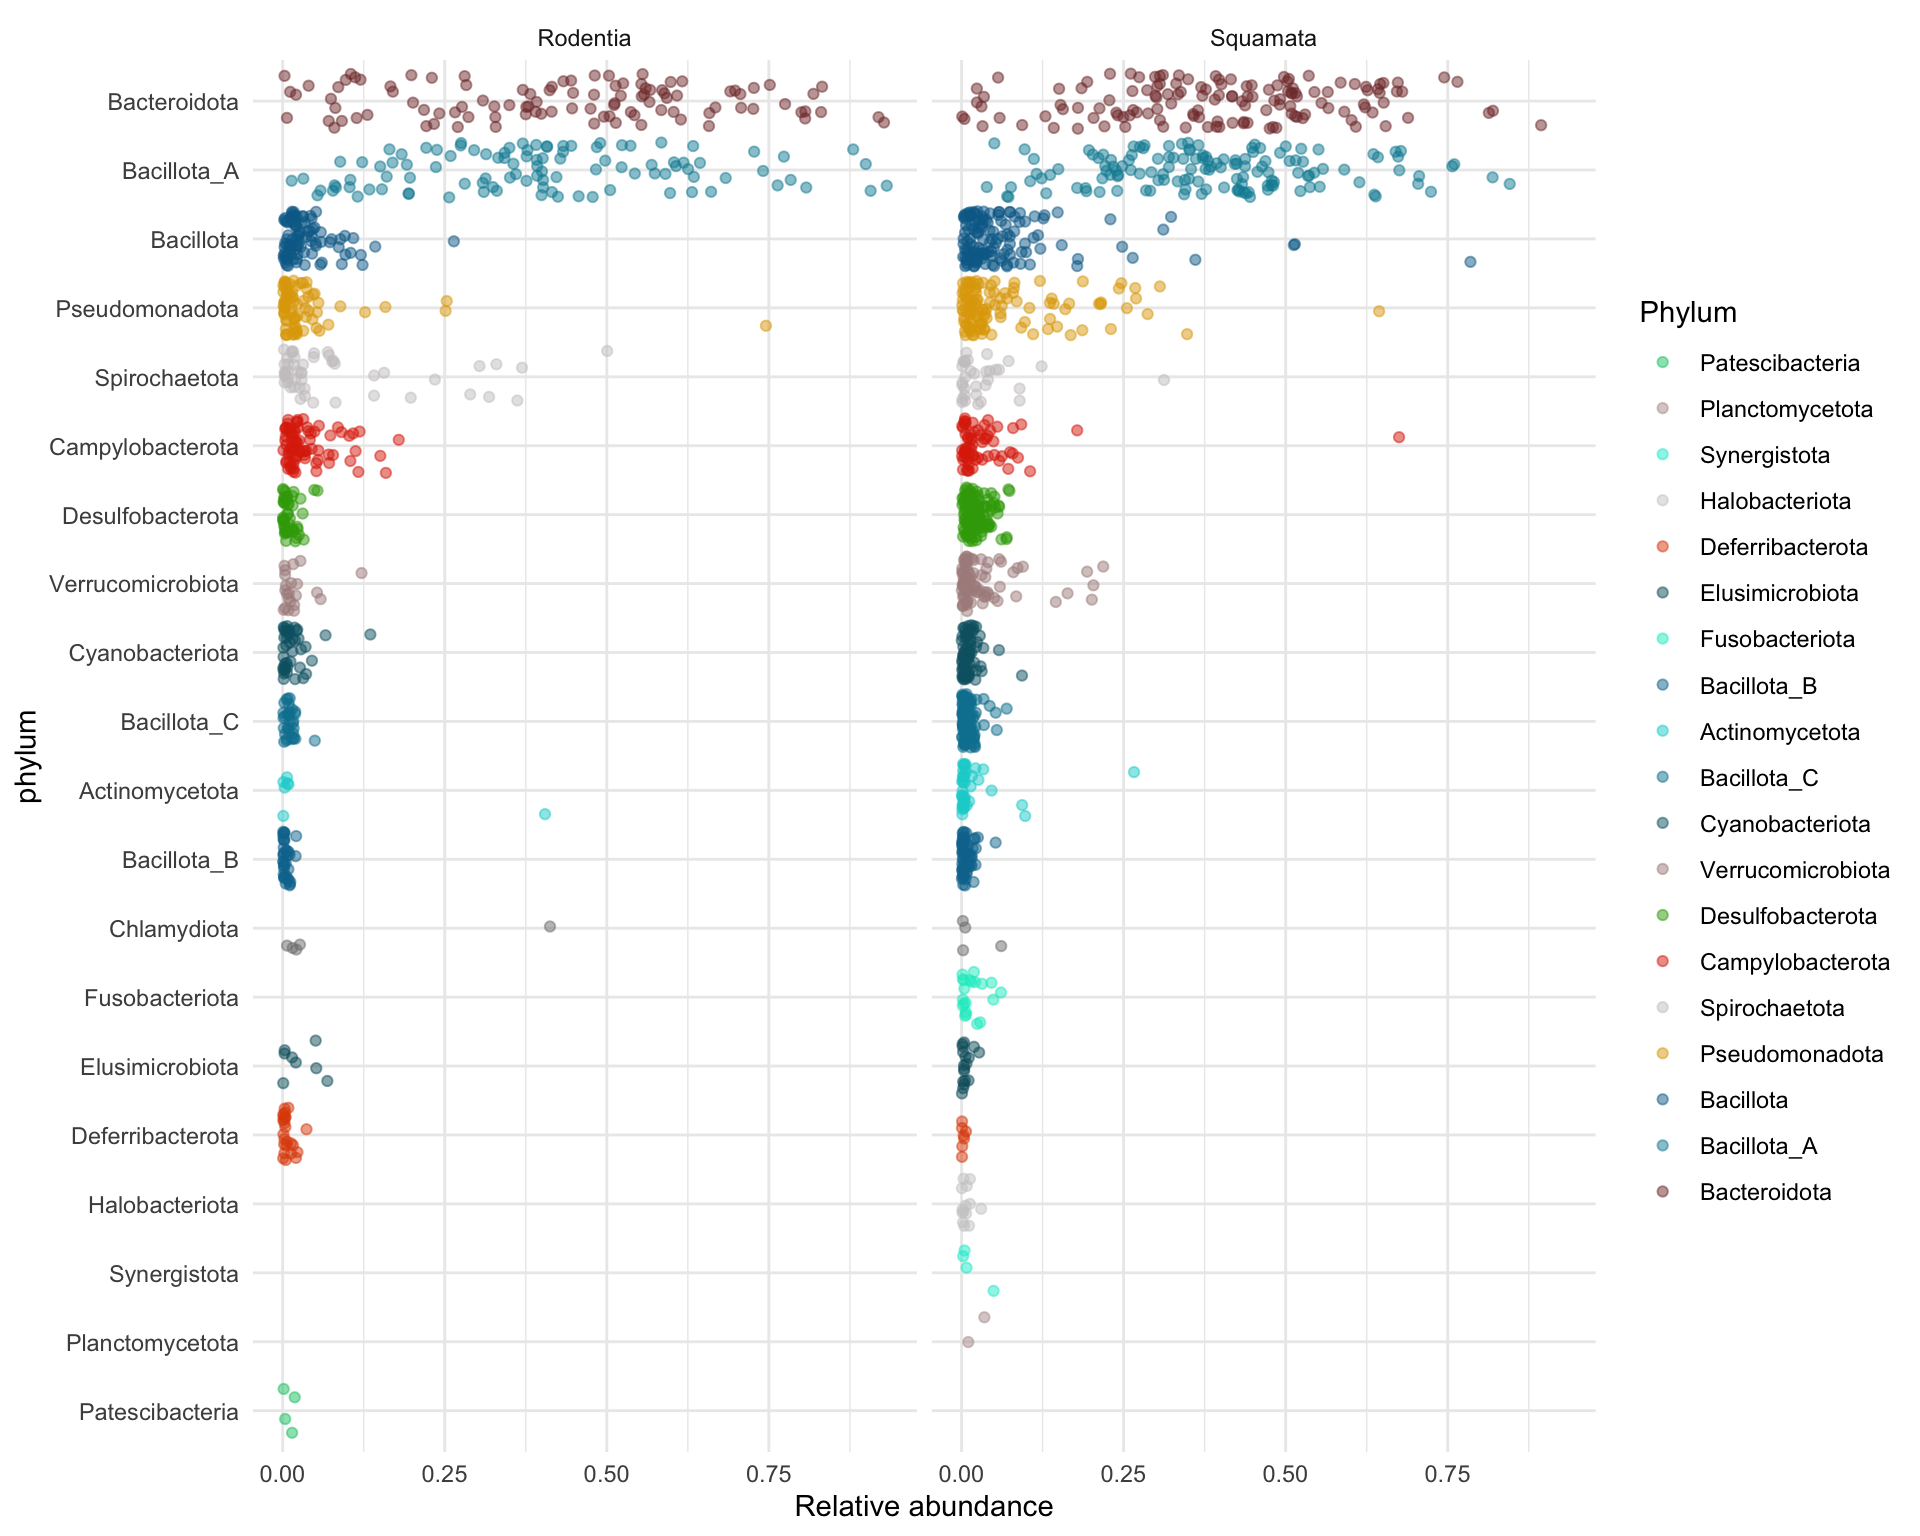 Rodentia
Squamata
phylum
Bacteroidota
Bacillota_A
Bacillota
Pseudomonadota
Spirochaetota
Campylobacterota
Desulfobacterota
Verrucomicrobiota
Cyanobacteriota
Bacillota_C
Actinomycetota
Bacillota_B
Chlamydiota
Fusobacteriota
Elusimicrobiota
Deferribacterota
Halobacteriota
Synergistota
Planctomycetota
Patescibacteria
0.00 0.25 0.50 0.75
0.00 0.25 0.50 0.75
Relative abundance
Phylum
Patescibacteria
Planctomycetota
Synergistota
Halobacteriota
Deferribacterota
Elusimicrobiota
Fusobacteriota
Bacillota_B
Actinomycetota
Bacillota_C
Cyanobacteriota
Verrucomicrobiota
Desulfobacterota
Campylobacterota
Spirochaetota
Pseudomonadota
Bacillota
Bacillota_A
Bacteroidota